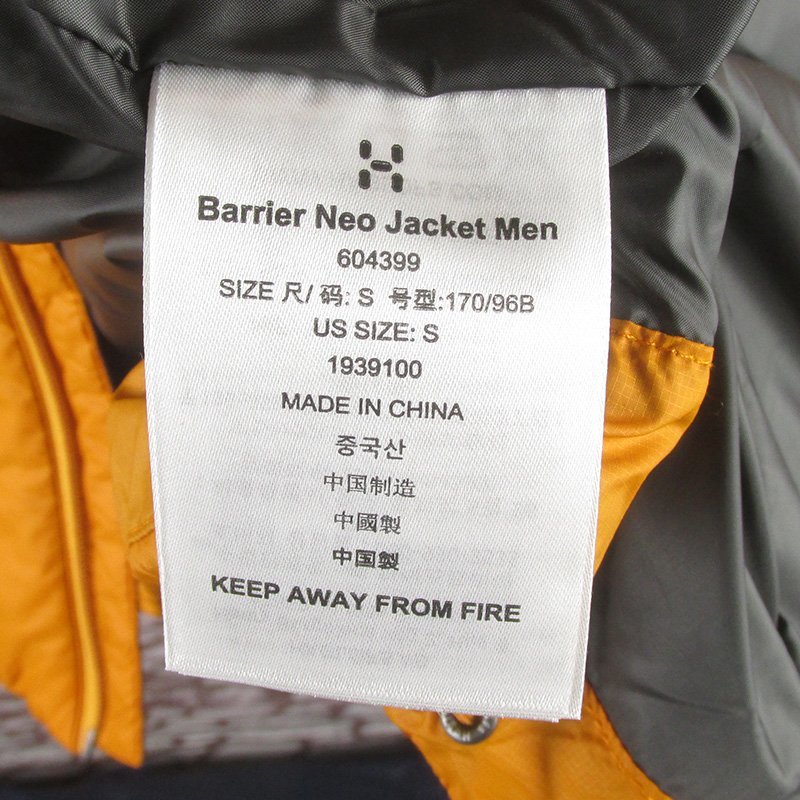 Barrier Neo Jacket Men
604399
SIZE 尺/ 码: S 号型:170/96B
US SIZE: S
1939100
MADE IN CHINA
중국산
中国制造
中國製
中国製
KEEP AWAY FROM FIRE